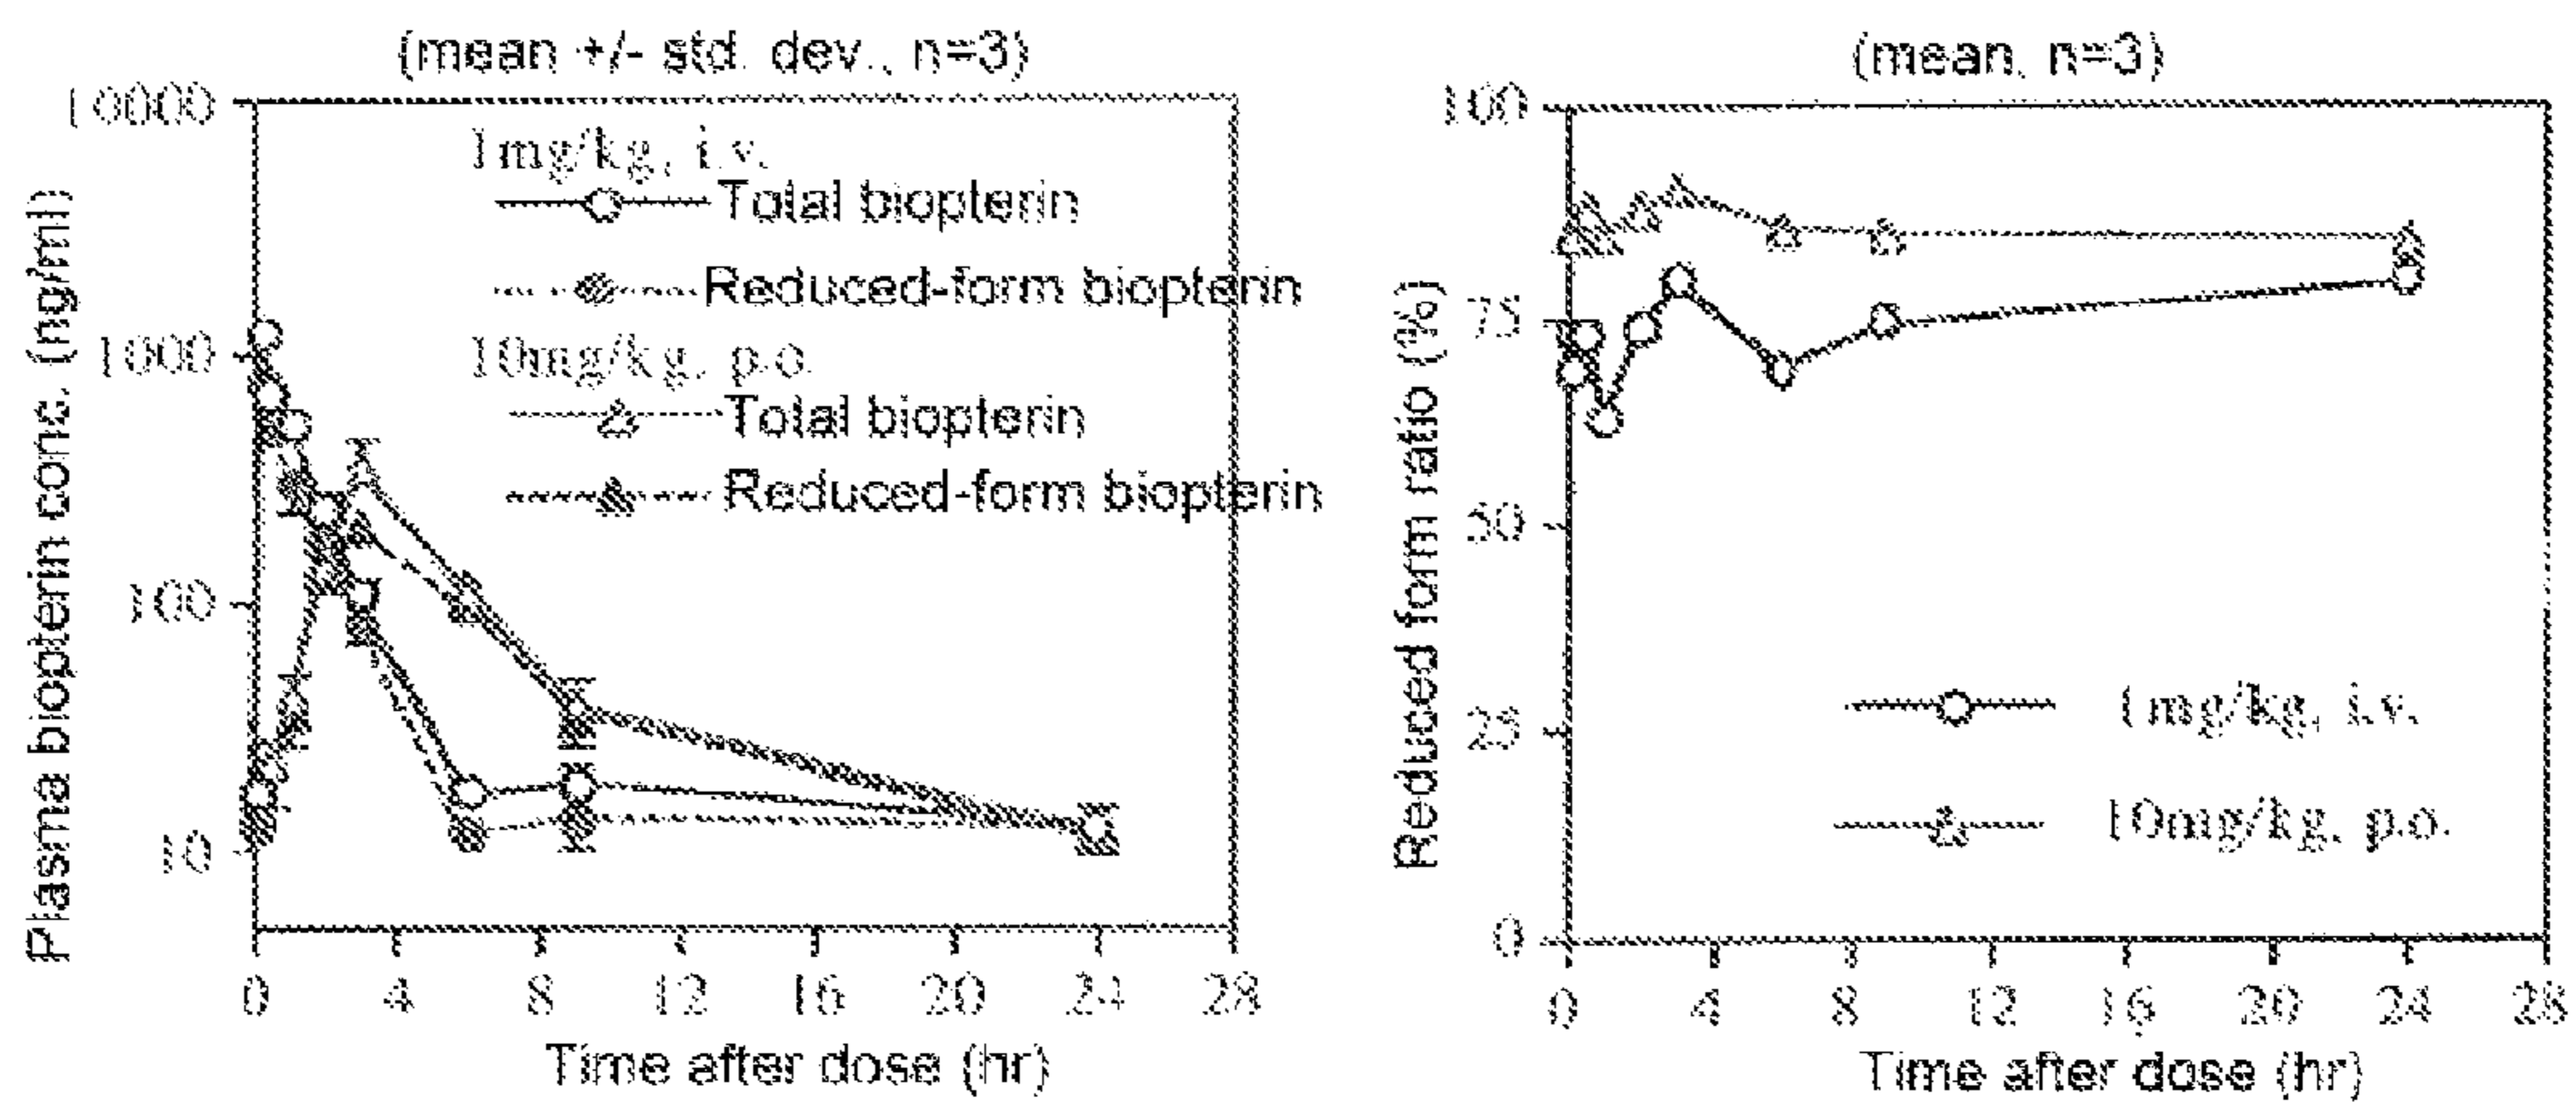 (mean +/- std. dev., n=3)
10000
1000
100
10
Plasma biopterin conc. (ng/ml)
1mg/kg, i.v.
Total biopterin
Reduced-form biopterin
10mg/kg, p.o.
Total biopterin
Reduced-form biopterin
0 4 8 12 16 20 24 28
Time after dose (hr)
(mean, n=3)
100
75
50
25
0
Reduced form ratio (%)
1mg/kg, i.v.
10mg/kg, p.o.
0 4 8 12 16 20 24 28
Time after dose (hr)